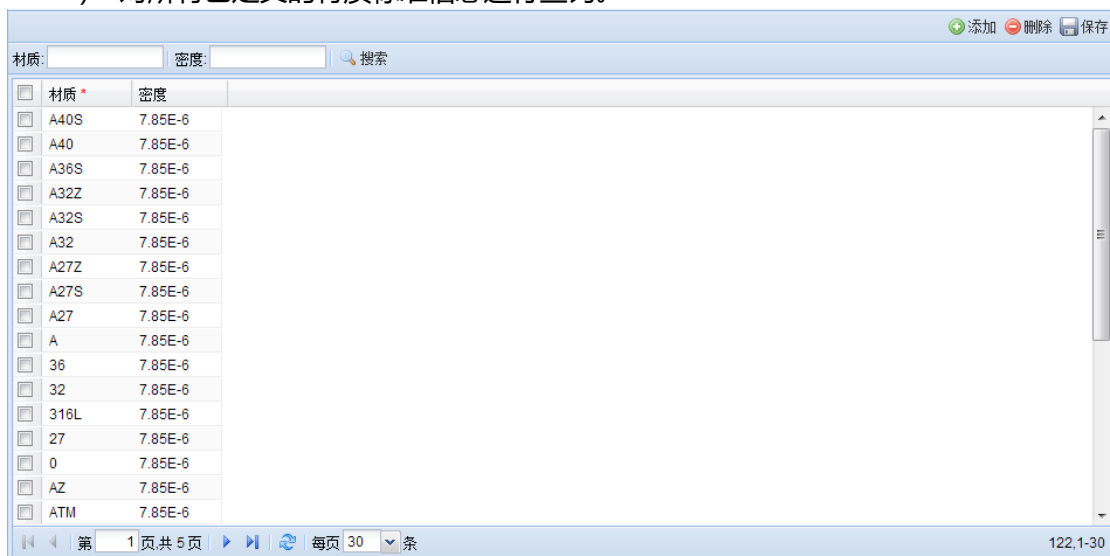 添加 删除 保存
材质: 密度: 搜索
材质 * 密度
A40S 7.85E-6
A40 7.85E-6
A36S 7.85E-6
A32Z 7.85E-6
A32S 7.85E-6
A32 7.85E-6
A27Z 7.85E-6
A27S 7.85E-6
A27 7.85E-6
A 7.85E-6
36 7.85E-6
32 7.85E-6
316L 7.85E-6
27 7.85E-6
0 7.85E-6
AZ 7.85E-6
ATM 7.85E-6
第 1 页,共 5 页 每页 30 条 122,1-30